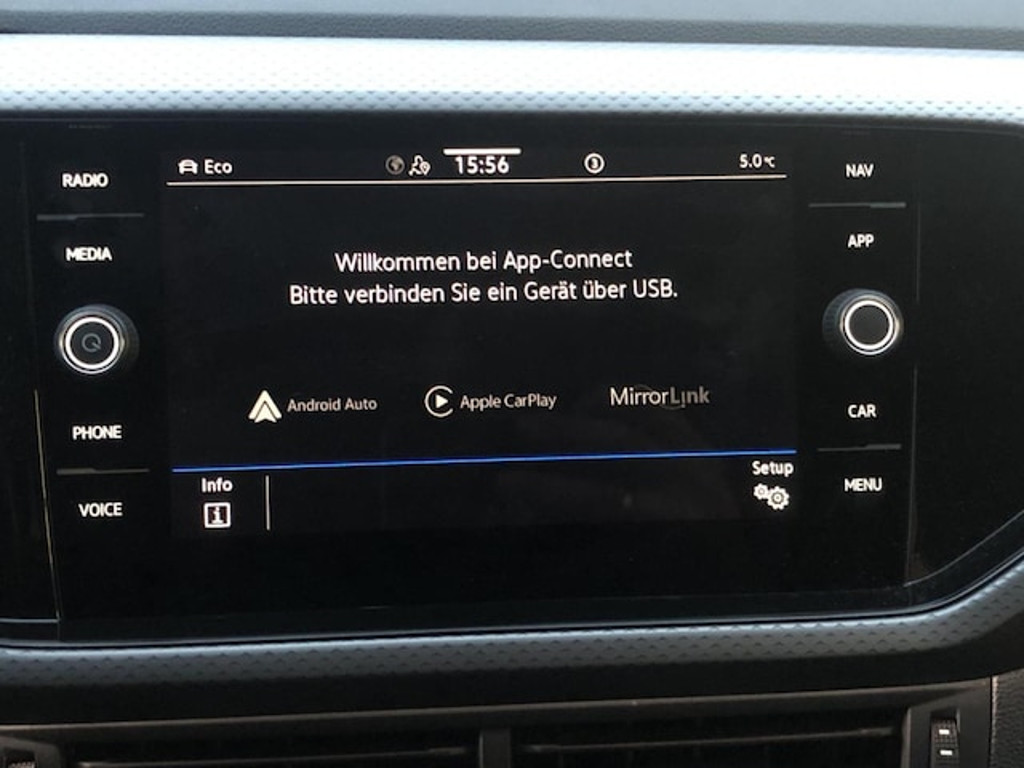 RADIO
MEDIA
PHONE
VOICE
Eco
15:56
3
5.0°C
Willkommen bei App-Connect
Bitte verbinden Sie ein Gerät über USB.
Android Auto
Apple CarPlay
MirrorLink
Info
i
Setup
NAV
APP
CAR
MENU